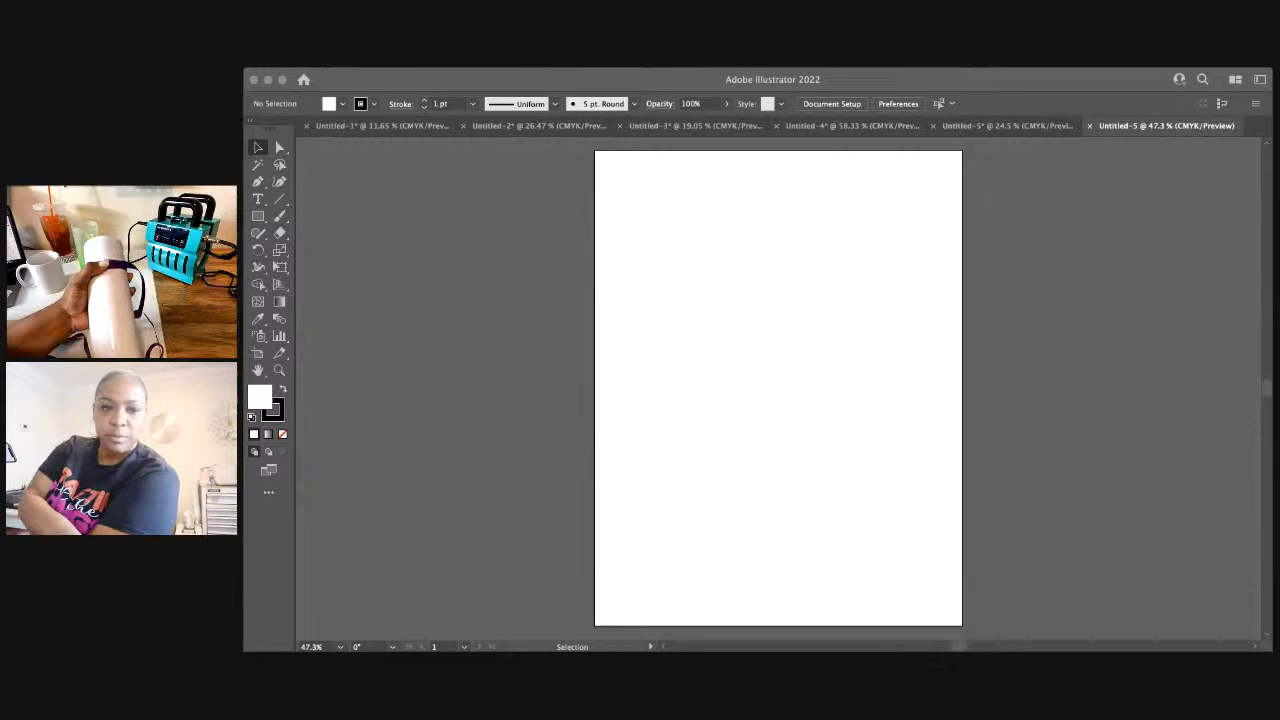 Adobe Illustrator 2022
No Selection
Stroke:
1 pt
Uniform
5 pt. Round
Opacity:
100%
Style:
Document Setup
Preferences
Untitled-1* @ 11.65 % (CMYK/Prev...
Untitled-2* @ 26.47 % (CMYK/Prev...
Untitled-3* @ 19.05 % (CMYK/Prev...
Untitled-4* @ 58.33 % (CMYK/Prev...
Untitled-5* @ 24.5 % (CMYK/Previ...
Untitled-5 @ 47.3 % (CMYK/Preview)
47.3%
0°
1
Selection